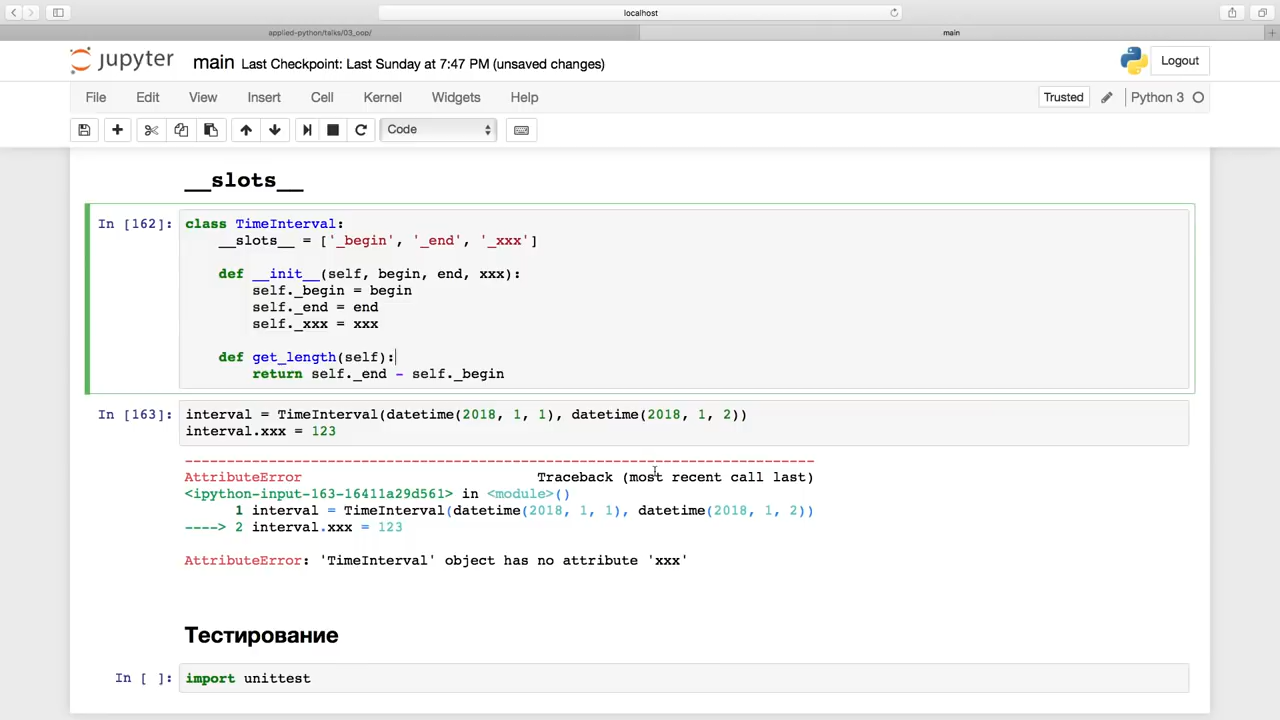 localhost
applied-python/talks/03_oop/
main
jupyter main Last Checkpoint: Last Sunday at 7:47 PM (unsaved changes)
Logout
File Edit View Insert Cell Kernel Widgets Help
Trusted
Python 3
Code
__slots__
In [162]: class TimeInterval:
__slots__ = ['_begin', '_end', '_xxx']
def __init__(self, begin, end, xxx):
self._begin = begin
self._end = end
self._xxx = xxx
def get_length(self):
return self._end - self._begin
In [163]: interval = TimeInterval(datetime(2018, 1, 1), datetime(2018, 1, 2))
interval.xxx = 123
---------------------------------------------------------------------------
AttributeError Traceback (most recent call last)
<ipython-input-163-16411a29d561> in <module>()
1 interval = TimeInterval(datetime(2018, 1, 1), datetime(2018, 1, 2))
----> 2 interval.xxx = 123
AttributeError: 'TimeInterval' object has no attribute 'xxx'
Тестирование
In [ ]: import unittest